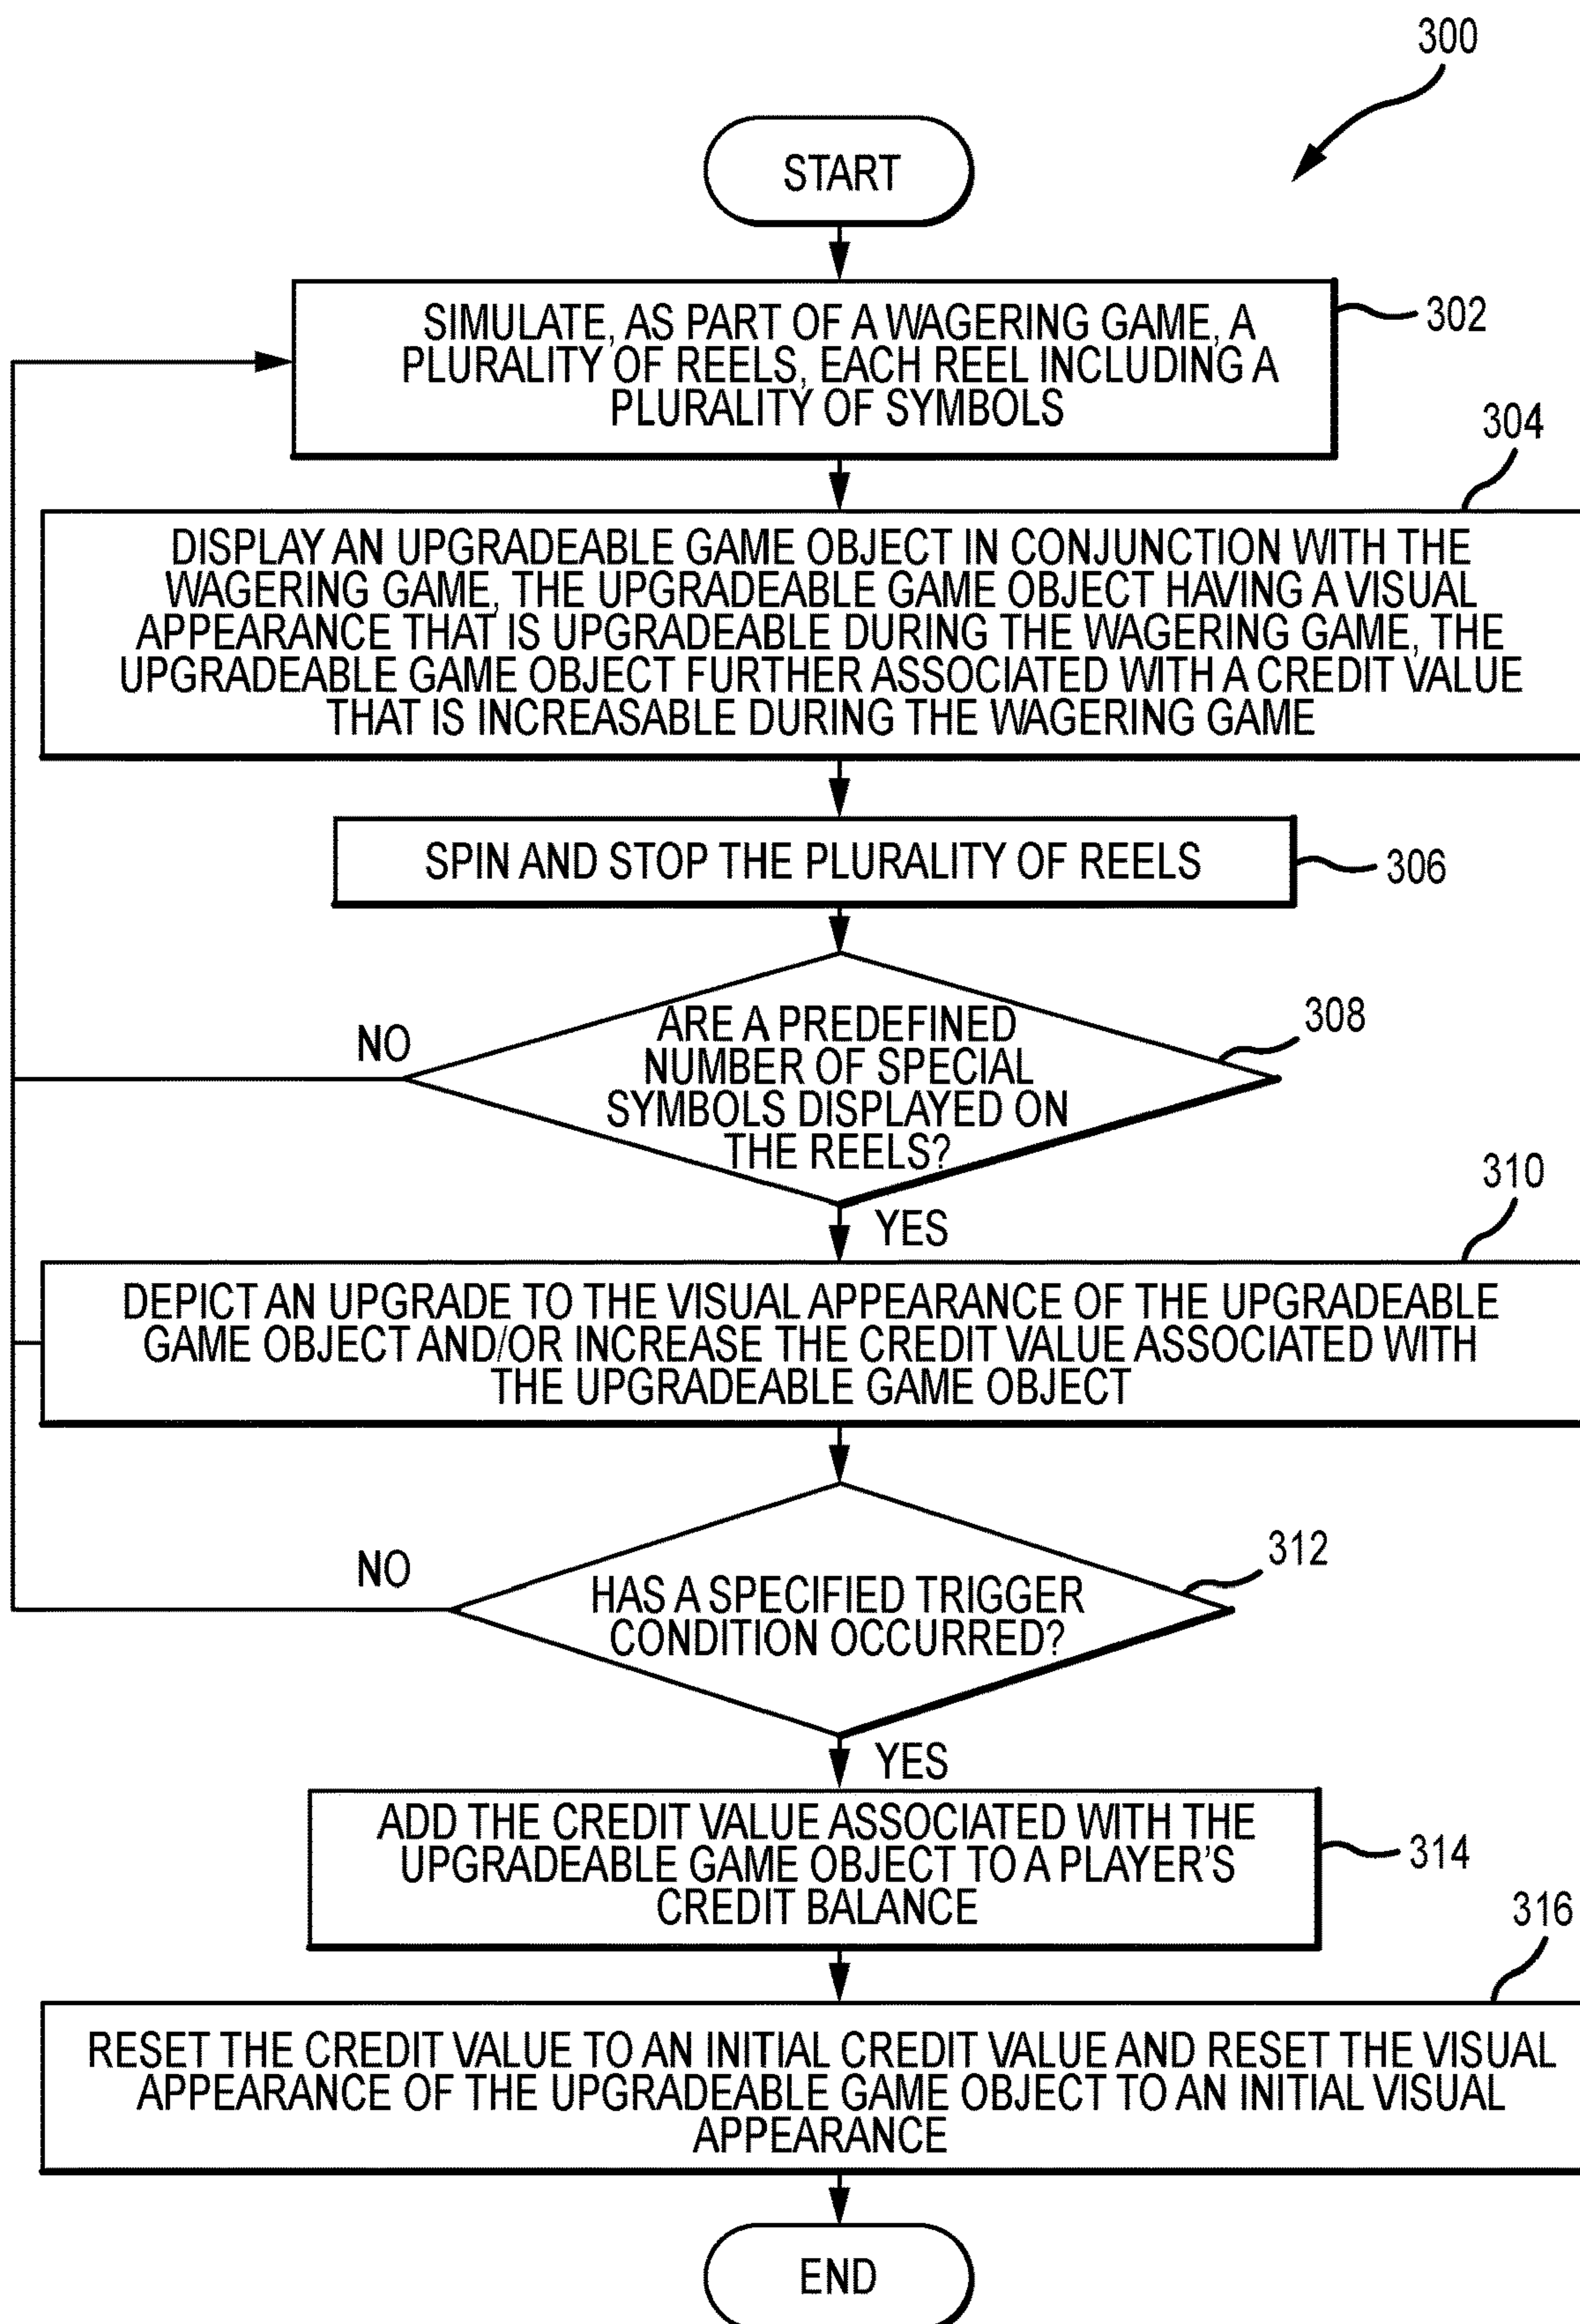 300
START
SIMULATE, AS PART OF A WAGERING GAME, A
PLURALITY OF REELS, EACH REEL INCLUDING A
PLURALITY OF SYMBOLS
302
304
DISPLAY AN UPGRADEABLE GAME OBJECT IN CONJUNCTION WITH THE
WAGERING GAME, THE UPGRADEABLE GAME OBJECT HAVING A VISUAL
APPEARANCE THAT IS UPGRADEABLE DURING THE WAGERING GAME, THE
UPGRADEABLE GAME OBJECT FURTHER ASSOCIATED WITH A CREDIT VALUE
THAT IS INCREASABLE DURING THE WAGERING GAME
SPIN AND STOP THE PLURALITY OF REELS
306
308
NO
ARE A PREDEFINED
NUMBER OF SPECIAL
SYMBOLS DISPLAYED ON
THE REELS?
YES
310
DEPICT AN UPGRADE TO THE VISUAL APPEARANCE OF THE UPGRADEABLE
GAME OBJECT AND/OR INCREASE THE CREDIT VALUE ASSOCIATED WITH
THE UPGRADEABLE GAME OBJECT
312
NO
HAS A SPECIFIED TRIGGER
CONDITION OCCURRED?
YES
ADD THE CREDIT VALUE ASSOCIATED WITH THE
UPGRADEABLE GAME OBJECT TO A PLAYER'S
CREDIT BALANCE
314
316
RESET THE CREDIT VALUE TO AN INITIAL CREDIT VALUE AND RESET THE VISUAL
APPEARANCE OF THE UPGRADEABLE GAME OBJECT TO AN INITIAL VISUAL
APPEARANCE
END